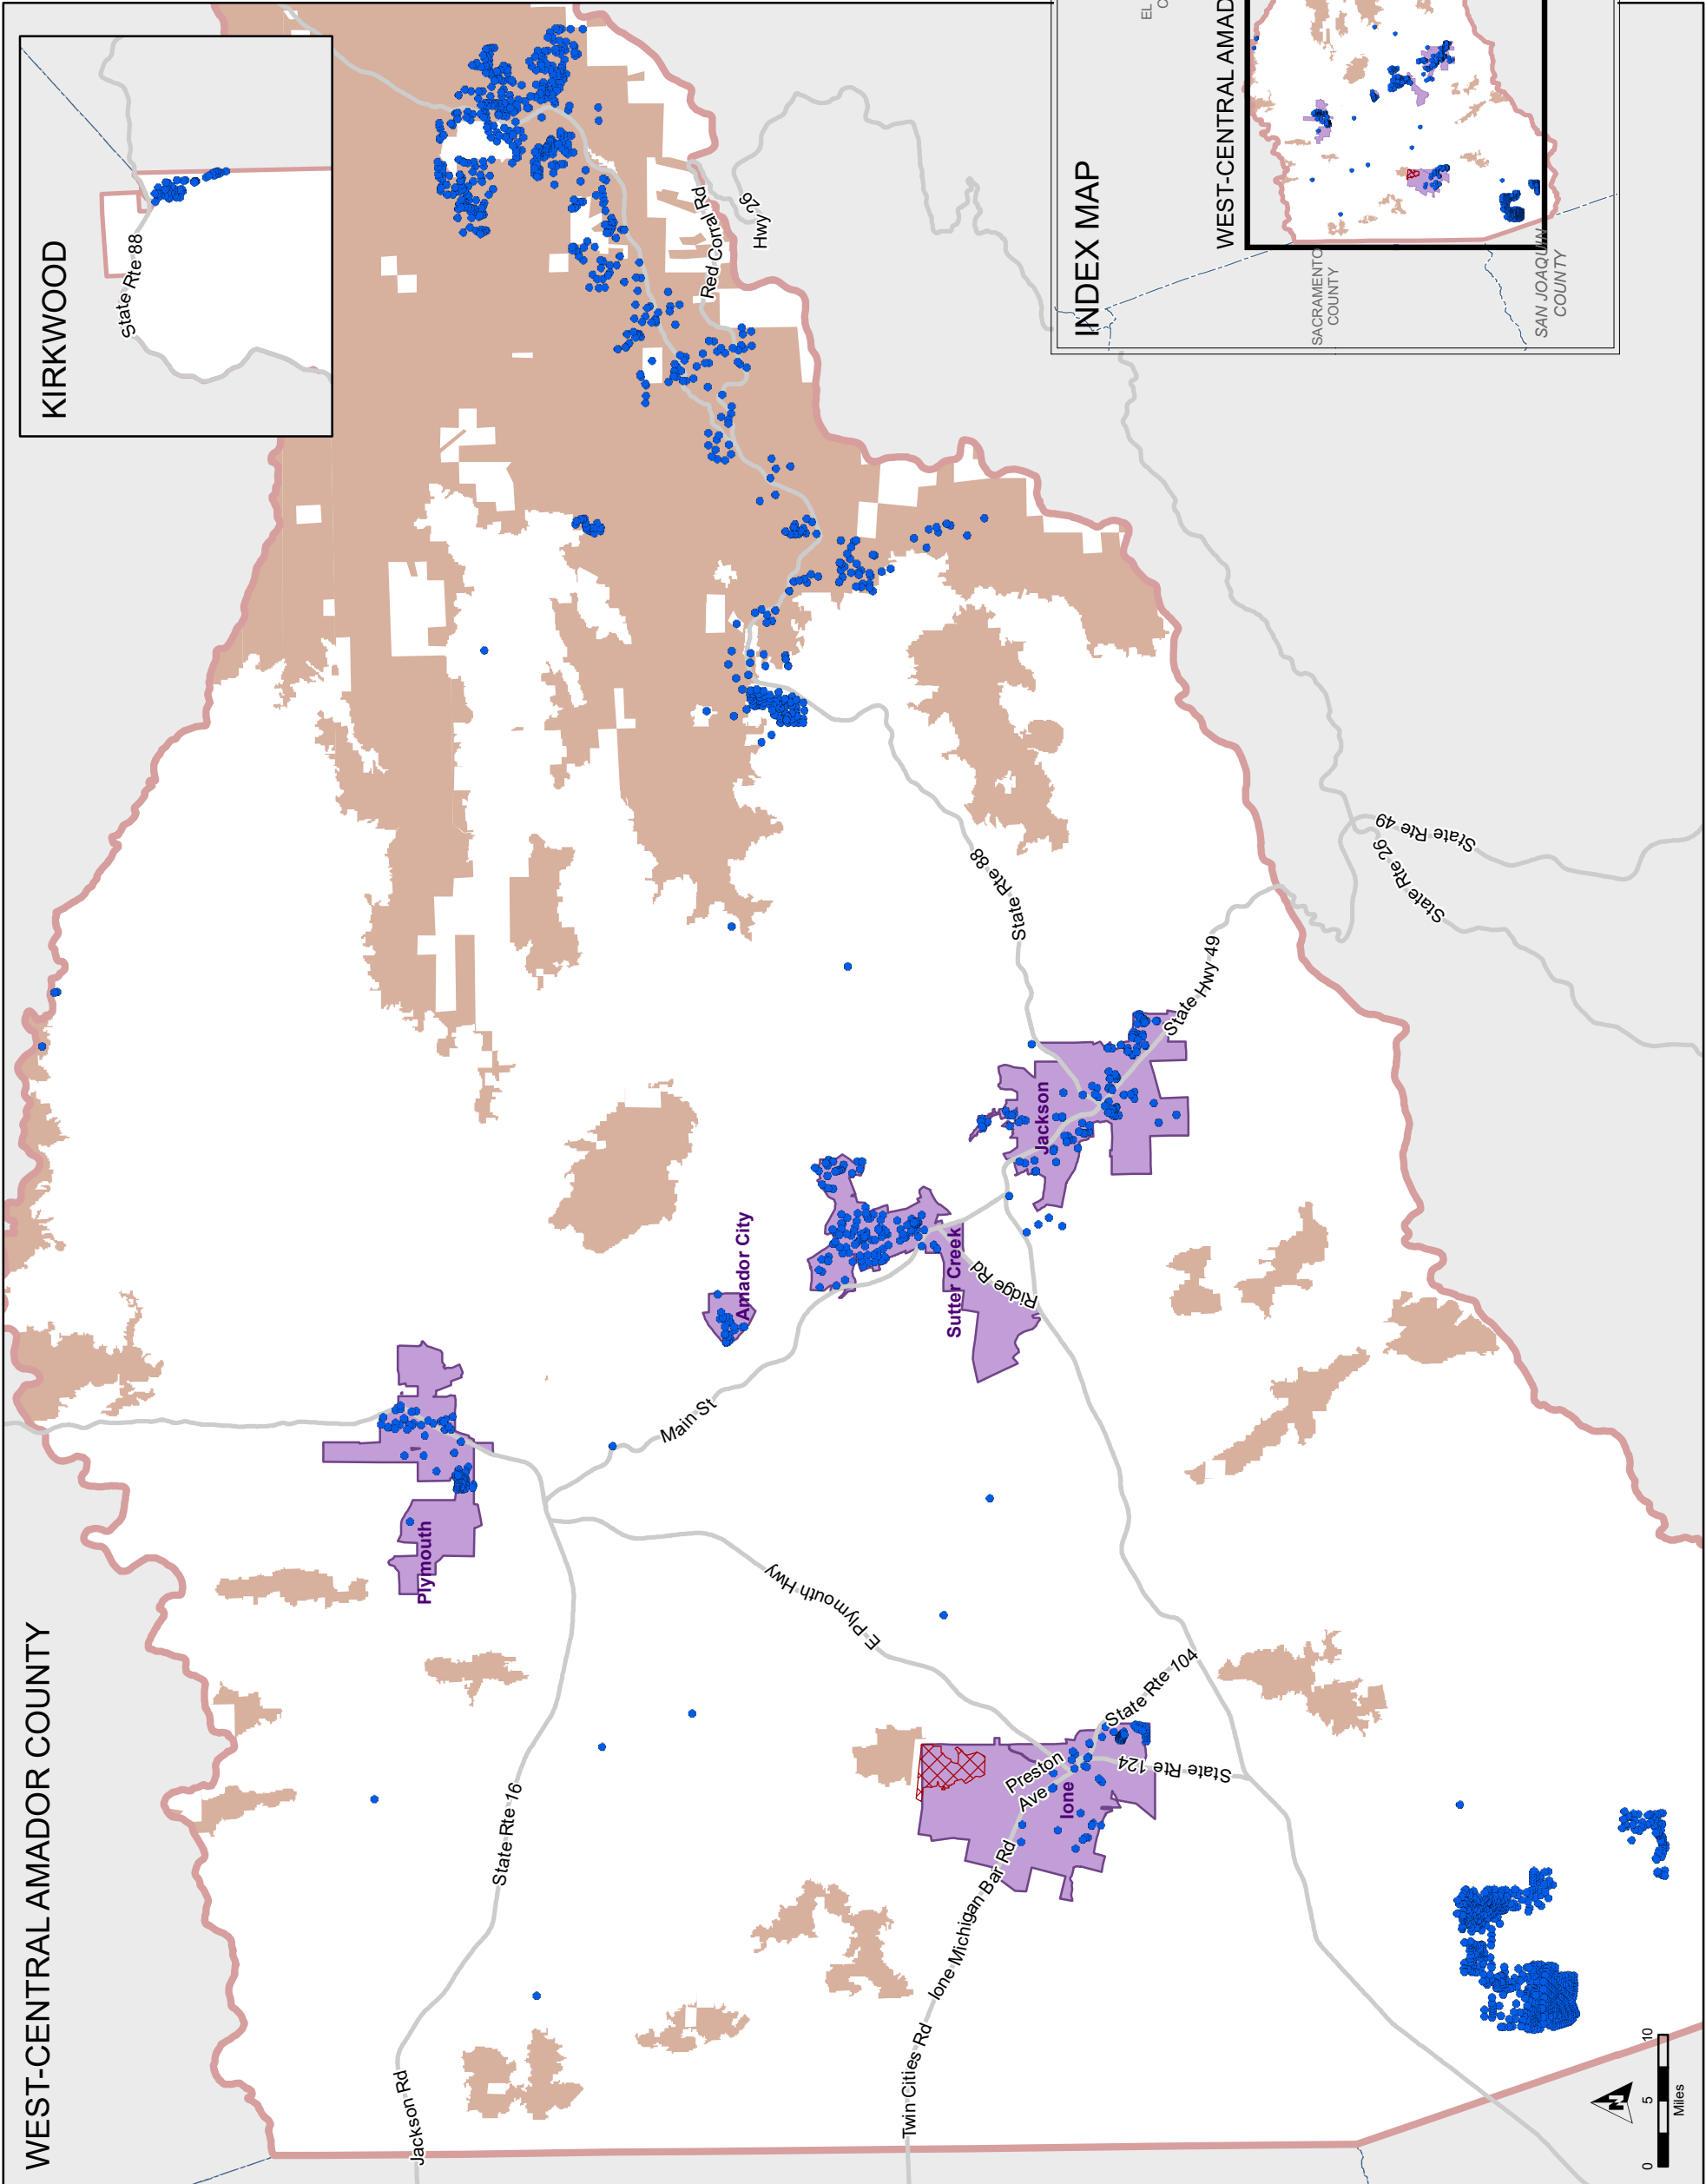 WEST-CENTRAL AMADOR COUNTY
KIRKWOOD
State Rte 88
INDEX MAP
WEST-CENTRAL AMAD
EL
C
SACRAMENTO
COUNTY
SAN JOAQUIN
COUNTY
Red Corral Rd
Hwy 26
State Rte 88
State Rte 49
State Rte 26
State Hwy 49
Jackson
Amador City
Sutter Creek
Ridge Rd
Main St
Plymouth
E Plymouth Hwy
State Rte 16
State Rte 104
State Rte 124
Preston
Ave
Ione
Ione-Michigan Bar Rd
Twin Cities Rd
Jackson Rd
N
0 5 10
Miles